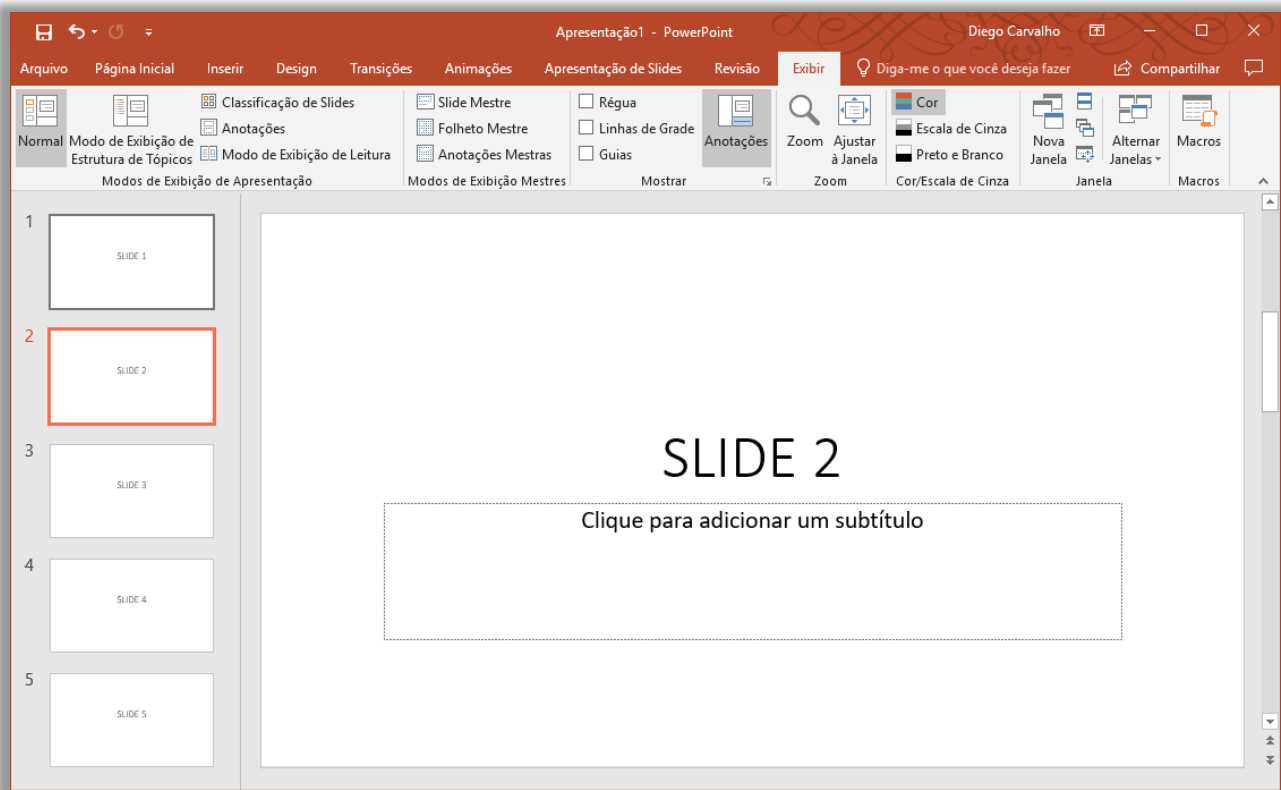 Apresentação1 - PowerPoint
Diego Carvalho
Arquivo
Página Inicial
Inserir
Design
Transições
Animações
Apresentação de Slides
Revisão
Exibir
Diga-me o que você deseja fazer
Compartilhar
Normal
Modo de Exibição de
Estrutura de Tópicos
Classificação de Slides
Anotações
Modo de Exibição de Leitura
Modos de Exibição de Apresentação
Slide Mestre
Folheto Mestre
Anotações Mestras
Modos de Exibição Mestres
Régua
Linhas de Grade
Guias
Anotações
Mostrar
Zoom
Ajustar
à Janela
Zoom
Cor
Escala de Cinza
Preto e Branco
Cor/Escala de Cinza
Nova
Janela
Alternar
Janelas
Janela
Macros
Macros
1
SLIDE 1
2
SLIDE 2
3
SLIDE 3
4
SLIDE 4
5
SLIDE 5
SLIDE 2
Clique para adicionar um subtítulo